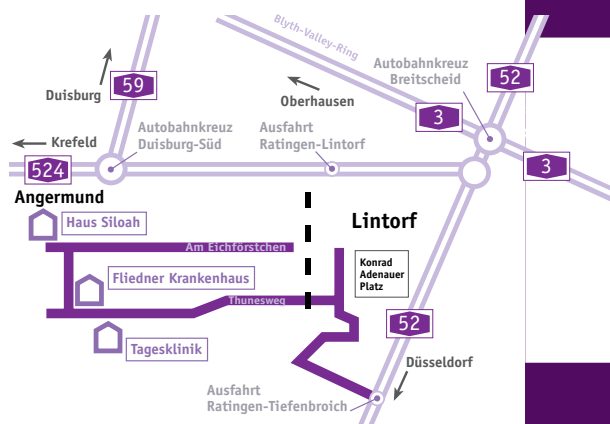 Blyth-Valley-Ring
Autobahnkreuz
Breitscheid
52
59
Duisburg
Oberhausen
3
Krefeld
Autobahnkreuz
Duisburg-Süd
Ausfahrt
Ratingen-Lintorf
524
3
Angermund
Haus Siloah
Lintorf
Am Eichförstchen
Konrad
Adenauer
Platz
Fliedner Krankenhaus
Thunesweg
52
Tagesklinik
Düsseldorf
Ausfahrt
Ratingen-Tiefenbroich